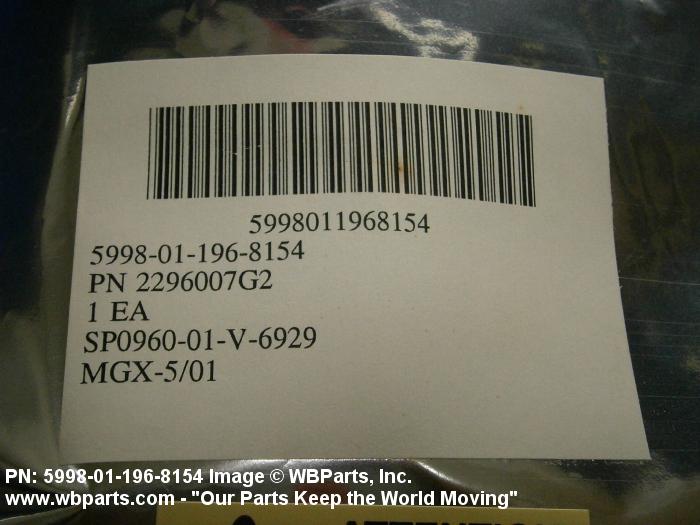 5998011968154
5998-01-196-8154
PN 2296007G2
1 EA
SP0960-01-V-6929
MGX-5/01
PN: 5998-01-196-8154 Image © WBParts, Inc.
www.wbparts.com - "Our Parts Keep the World Moving"